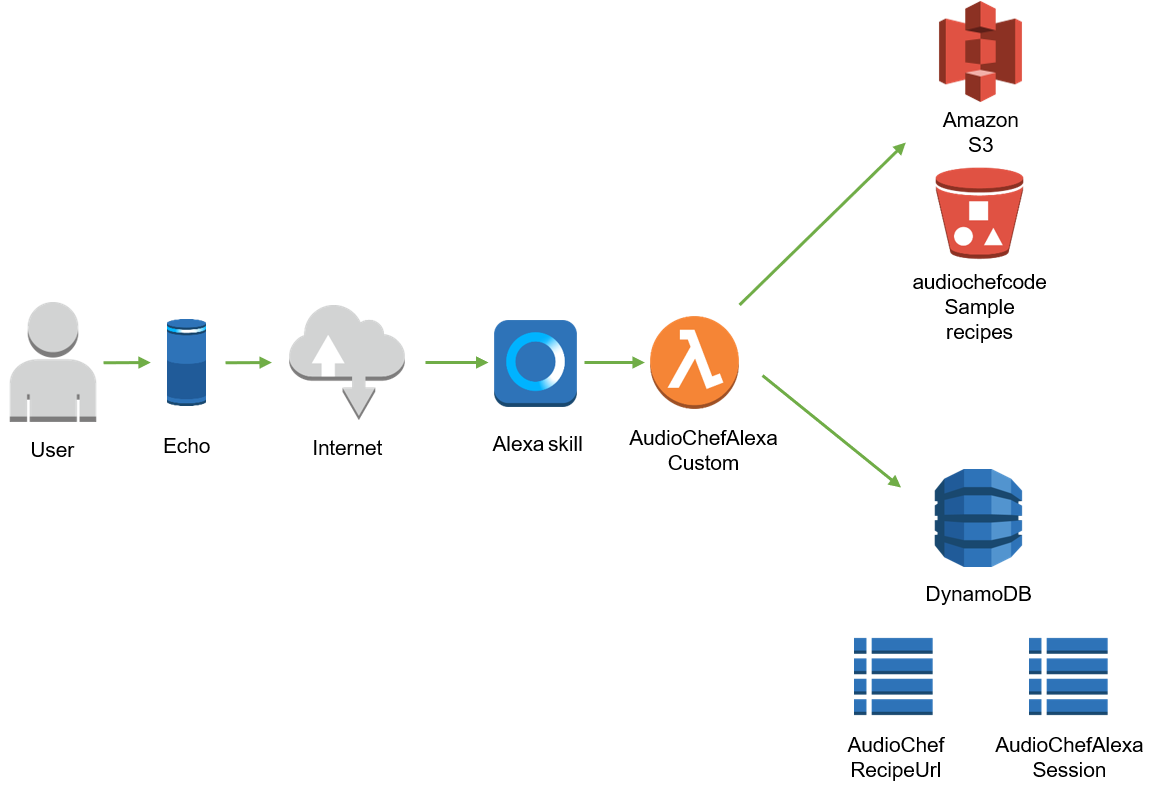 Amazon
S3
audiochefcode
Sample
recipes
User
Echo
Internet
Alexa skill
AudioChefAlexa
Custom
DynamoDB
AudioChef
RecipeUrl
AudioChefAlexa
Session